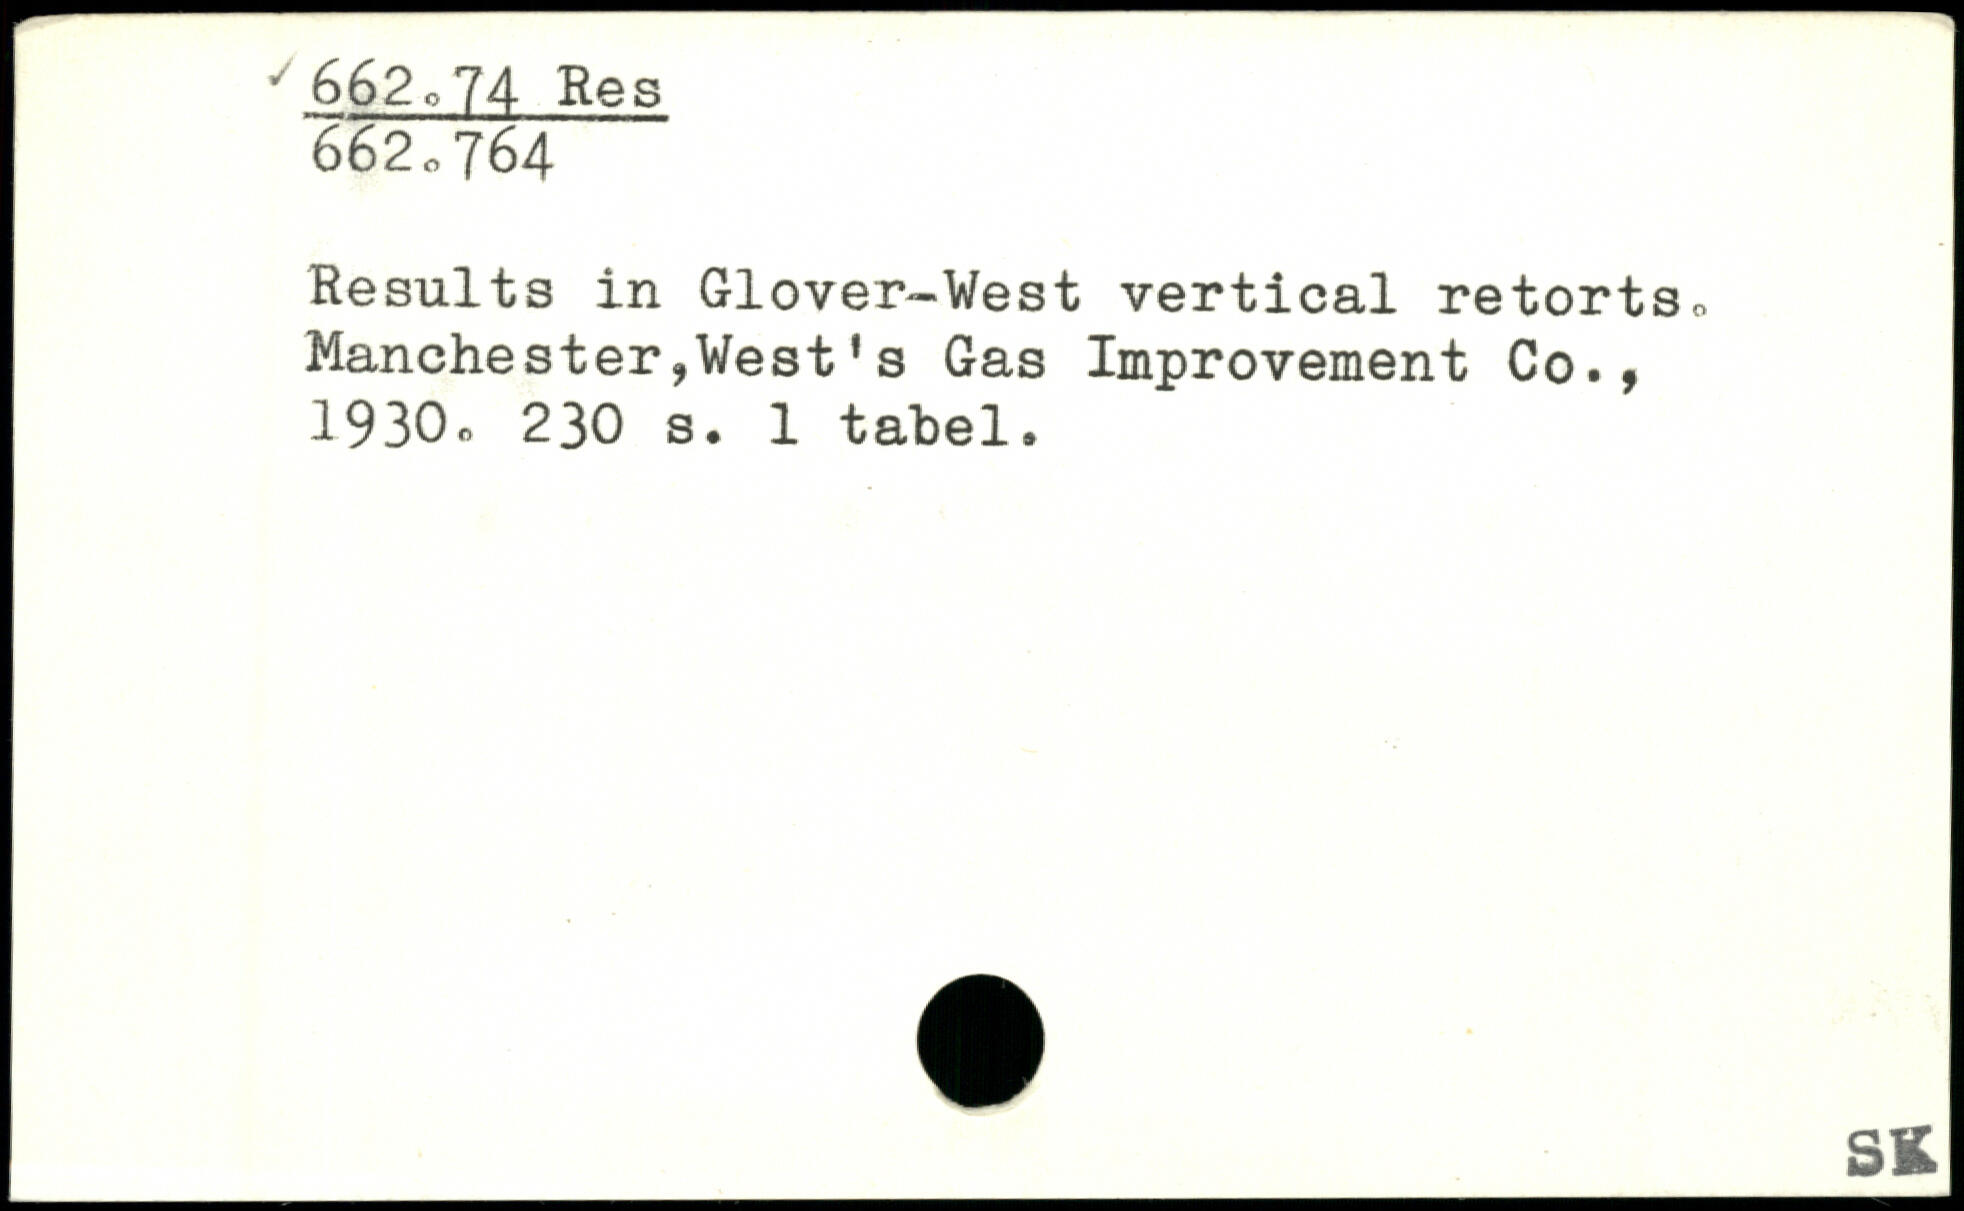 ✓ 662.74 Res
662.764
Results in Glover-West vertical retorts.
Manchester,West's Gas Improvement Co.,
1930. 230 s. 1 tabel.
SK